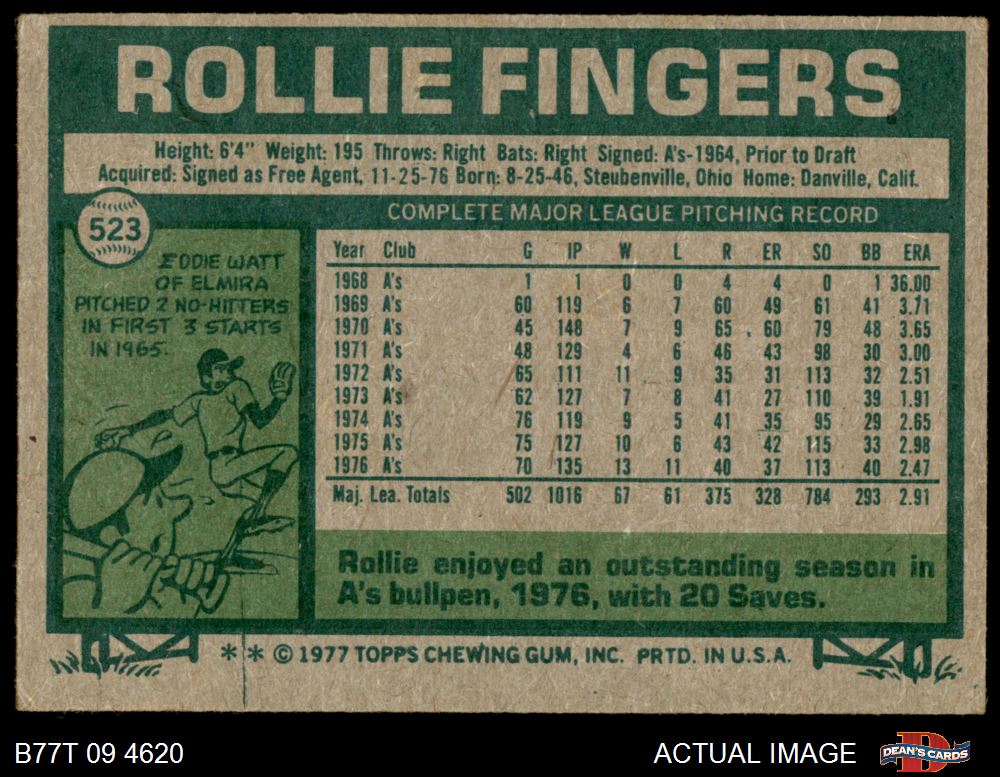 ROLLIE FINGERS
Height: 6'4" Weight: 195 Throws: Right Bats: Right Signed: A's-1964, Prior to Draft
Acquired: Signed as Free Agent, 11-25-76 Born: 8-25-46, Steubenville, Ohio Home: Danville, Calif.
523
EDDIE WATT
OF ELMIRA
PITCHED 2 NO-HITTERS
IN FIRST 3 STARTS
IN 1965.
COMPLETE MAJOR LEAGUE PITCHING RECORD
Year Club G IP W L R ER SO BB ERA
1968 A's 1 1 0 0 4 4 0 1 36.00
1969 A's 60 119 6 7 60 49 61 41 3.71
1970 A's 45 148 7 9 65 60 79 48 3.65
1971 A's 48 129 4 6 46 43 98 30 3.00
1972 A's 65 111 11 9 35 31 113 32 2.51
1973 A's 62 127 7 8 41 27 110 39 1.91
1974 A's 76 119 9 5 41 35 95 29 2.65
1975 A's 75 127 10 6 43 42 115 33 2.98
1976 A's 70 135 13 11 40 37 113 40 2.47
Maj. Lea. Totals 502 1016 67 61 375 328 784 293 2.91
Rollie enjoyed an outstanding season in
A's bullpen, 1976, with 20 Saves.
* * © 1977 TOPPS CHEWING GUM, INC. PRTD. IN U.S.A.
B77T 09 4620
ACTUAL IMAGE
DEAN'S CARDS